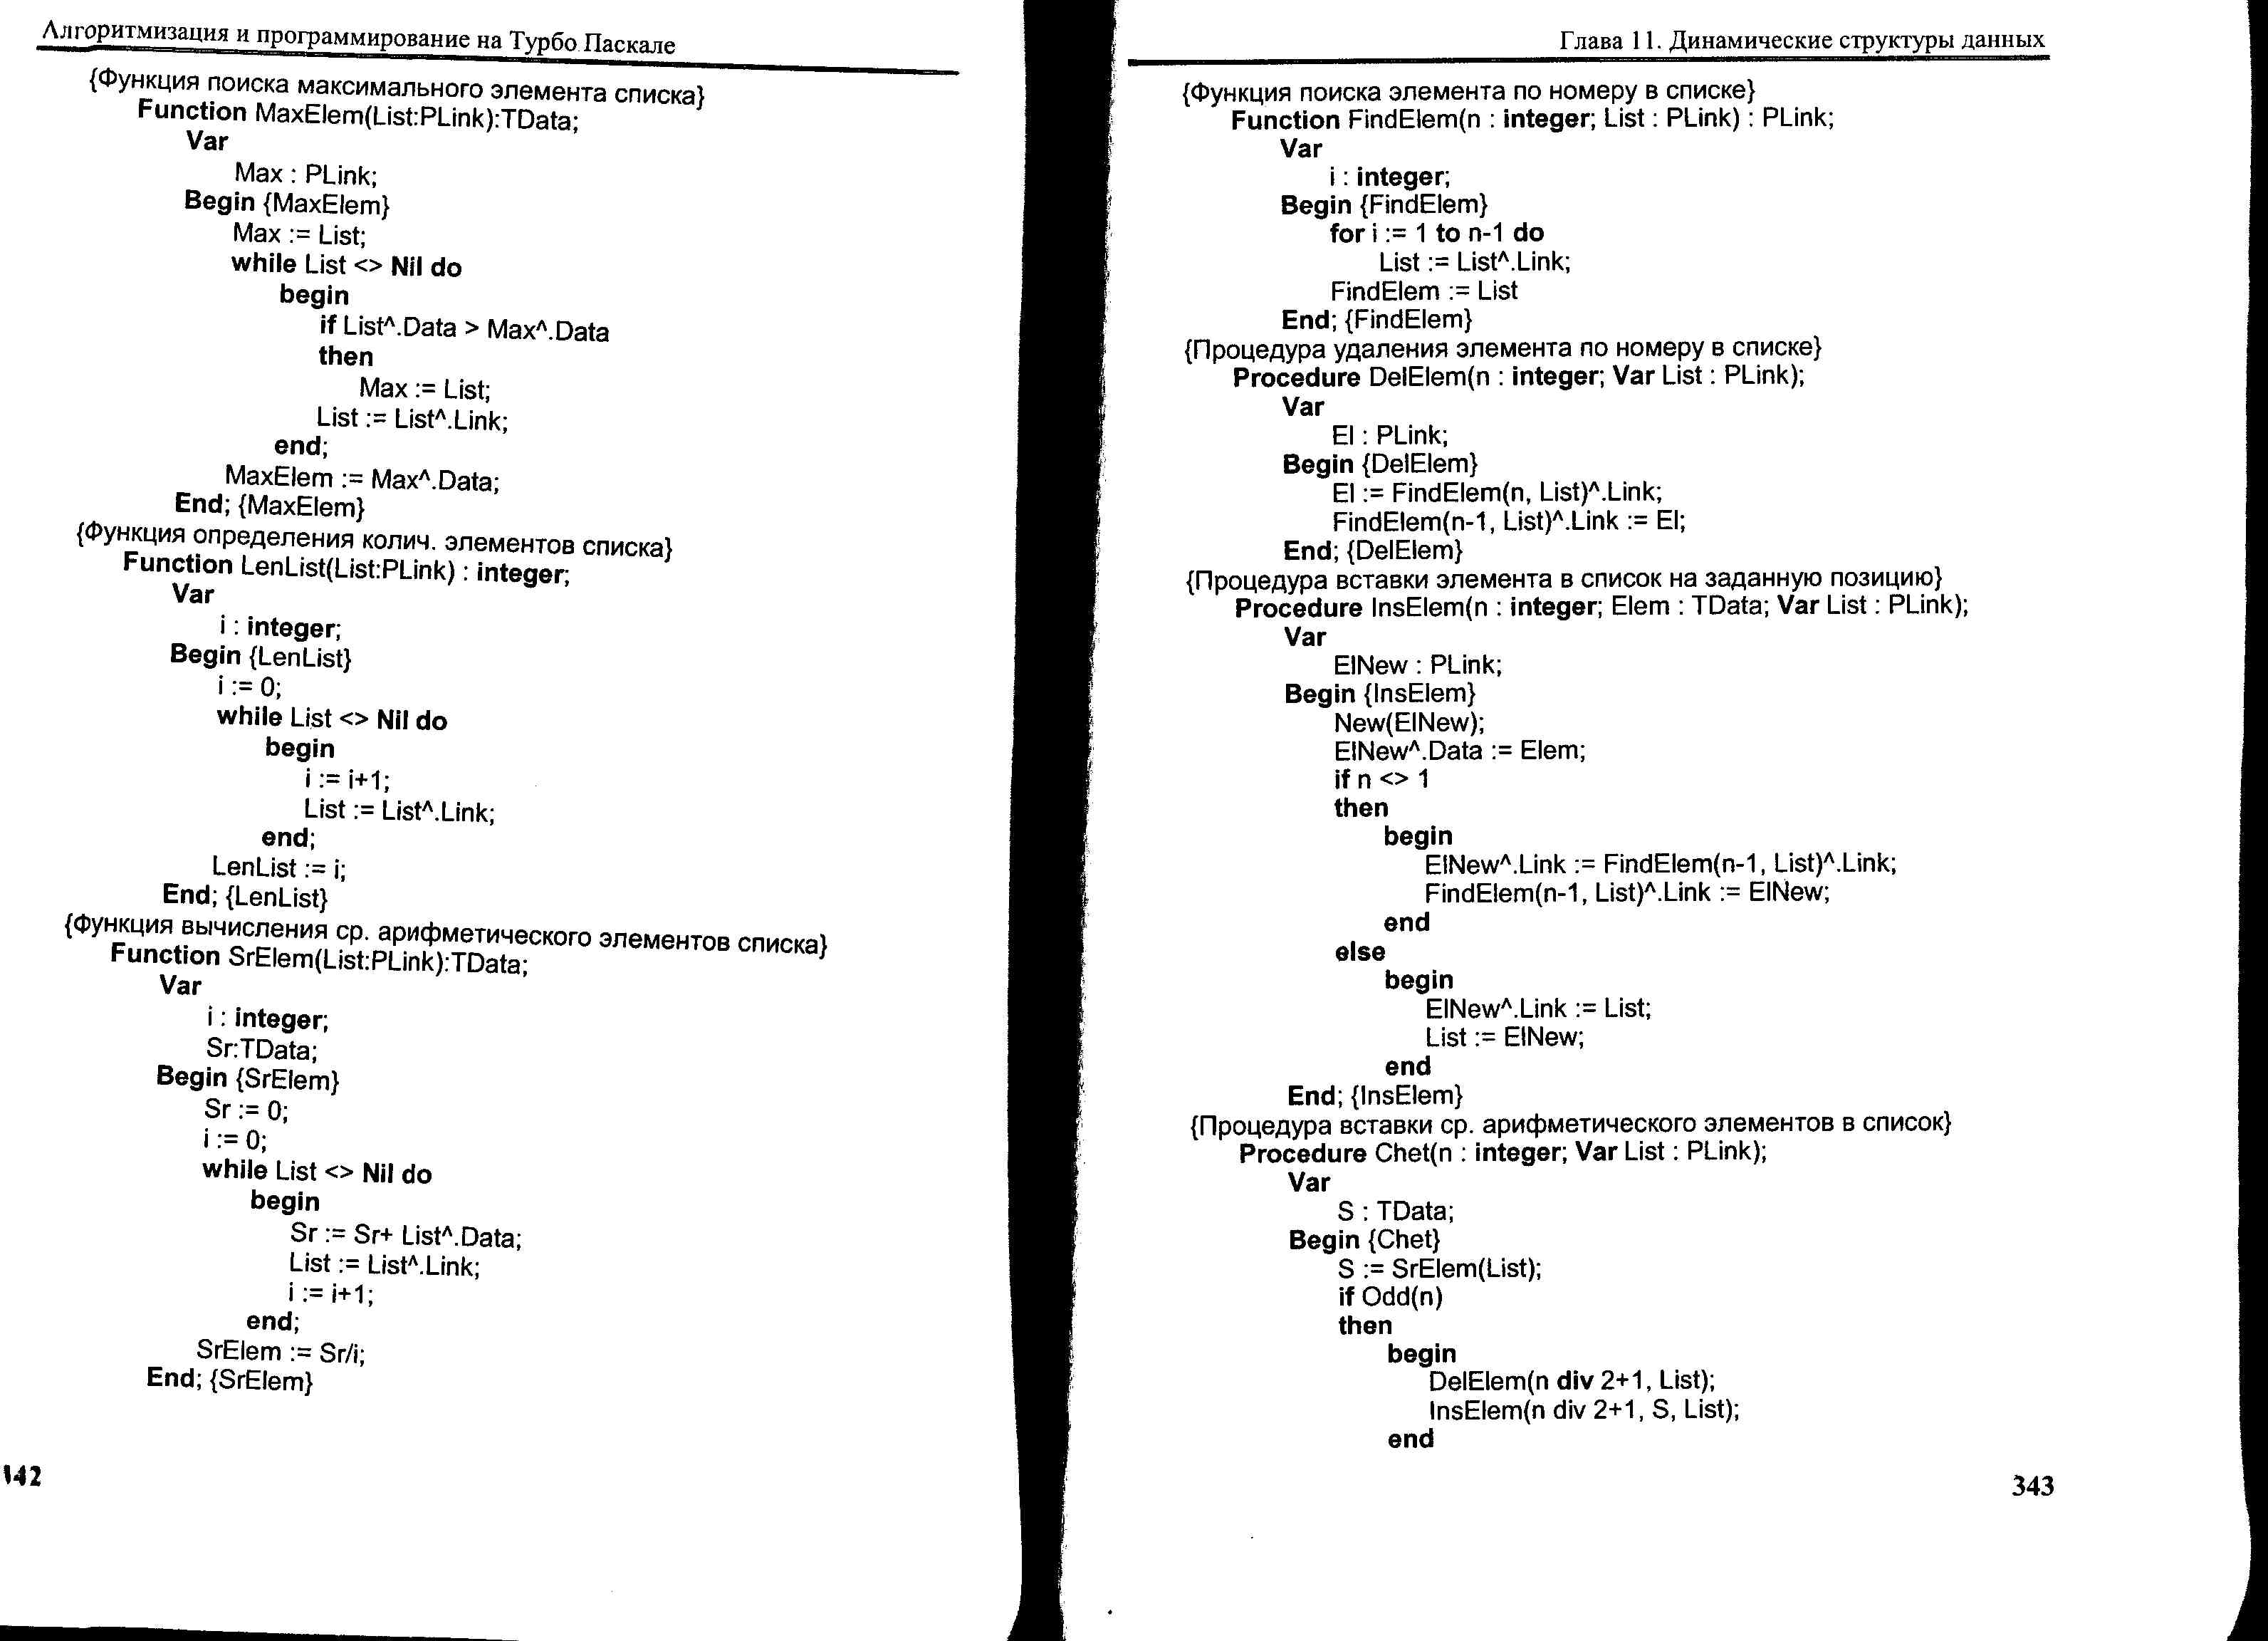 Алгоритмизация и программирование на Турбо Паскале
{Функция поиска максимального элемента списка}
Function MaxElem(List:PLink):TData;
Var
Max : PLink;
Begin {MaxElem}
Max := List;
while List <> Nil do
begin
if List^.Data > Max^.Data
then
Max := List;
List := List^.Link;
end;
MaxElem := Max^.Data;
End; {MaxElem}
{Функция определения колич. элементов списка}
Function LenList(List:PLink) : integer;
Var
i : integer;
Begin {LenList}
i := 0;
while List <> Nil do
begin
i := i+1;
List := List^.Link;
end;
LenList := i;
End; {LenList}
{Функция вычисления ср. арифметического элементов списка}
Function SrElem(List:PLink):TData;
Var
i : integer;
Sr:TData;
Begin {SrElem}
Sr := 0;
i := 0;
while List <> Nil do
begin
Sr := Sr+ List^.Data;
List := List^.Link;
i := i+1;
end;
SrElem := Sr/i;
End; {SrElem}
42
Глава 11. Динамические структуры данных
{Функция поиска элемента по номеру в списке}
Function FindElem(n : integer; List : PLink) : PLink;
Var
i : integer;
Begin {FindElem}
for i := 1 to n-1 do
List := List^.Link;
FindElem := List
End; {FindElem}
{Процедура удаления элемента по номеру в списке}
Procedure DelElem(n : integer; Var List : PLink);
Var
El : PLink;
Begin {DelElem}
El := FindElem(n, List)^.Link;
FindElem(n-1, List)^.Link := El;
End; {DelElem}
{Процедура вставки элемента в список на заданную позицию}
Procedure InsElem(n : integer; Elem : TData; Var List : PLink);
Var
ElNew : PLink;
Begin {InsElem}
New(ElNew);
ElNew^.Data := Elem;
if n <> 1
then
begin
ElNew^.Link := FindElem(n-1, List)^.Link;
FindElem(n-1, List)^.Link := ElNew;
end
else
begin
ElNew^.Link := List;
List := ElNew;
end
End; {InsElem}
{Процедура вставки ср. арифметического элементов в список}
Procedure Chet(n : integer; Var List : PLink);
Var
S : TData;
Begin {Chet}
S := SrElem(List);
if Odd(n)
then
begin
DelElem(n div 2+1, List);
InsElem(n div 2+1, S, List);
end
343